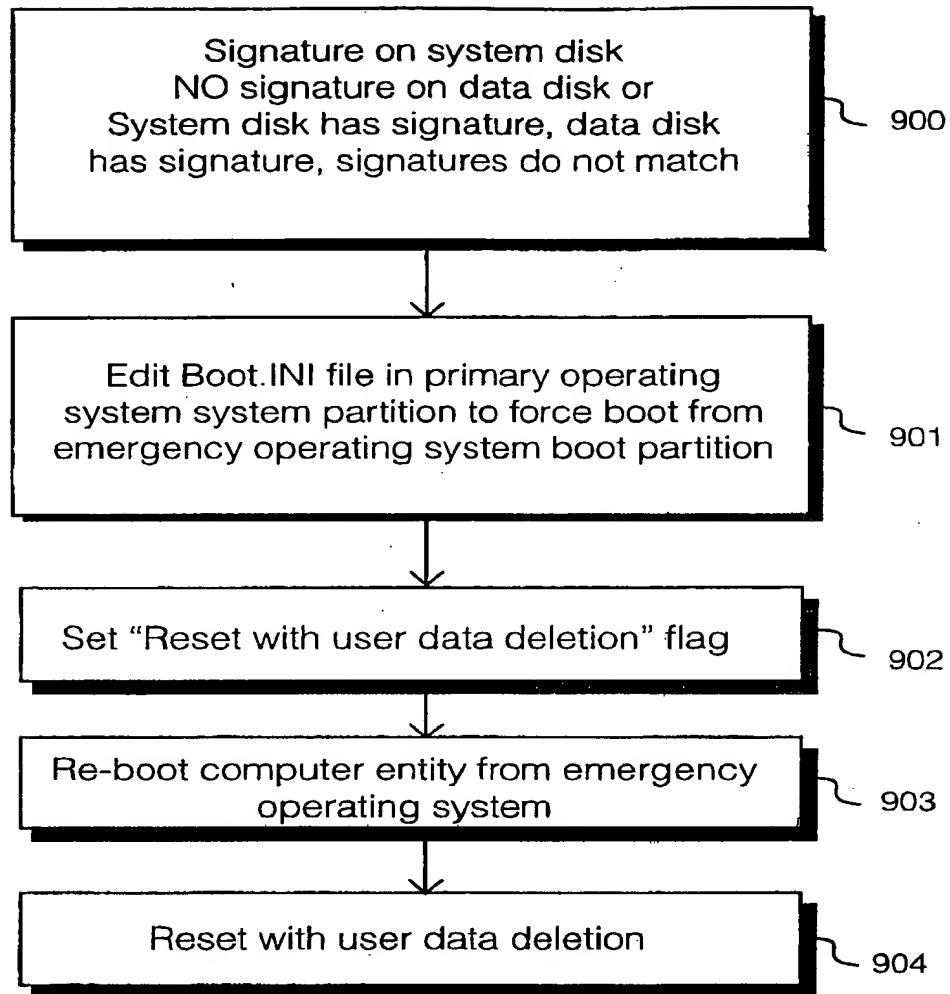 Signature on system disk
NO signature on data disk or
System disk has signature, data disk
has signature, signatures do not match
900
Edit Boot.INI file in primary operating
system system partition to force boot from
emergency operating system boot partition
901
Set “Reset with user data deletion” flag
902
Re-boot computer entity from emergency
operating system
903
Reset with user data deletion
904